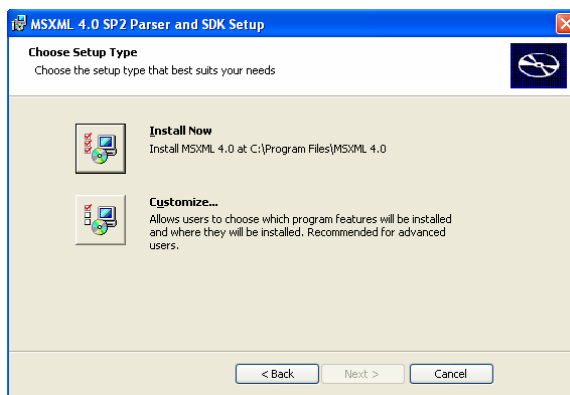 MSXML 4.0 SP2 Parser and SDK Setup
Choose Setup Type
Choose the setup type that best suits your needs
Install Now
Install MSXML 4.0 at C:\Program Files\MSXML 4.0
Customize...
Allows users to choose which program features will be installed
and where they will be installed. Recommended for advanced
users.
< Back
Next >
Cancel